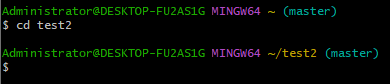 Administrator@DESKTOP-FU2AS1G MINGW64 ~ (master)
$ cd test2
Administrator@DESKTOP-FU2AS1G MINGW64 ~/test2 (master)
$